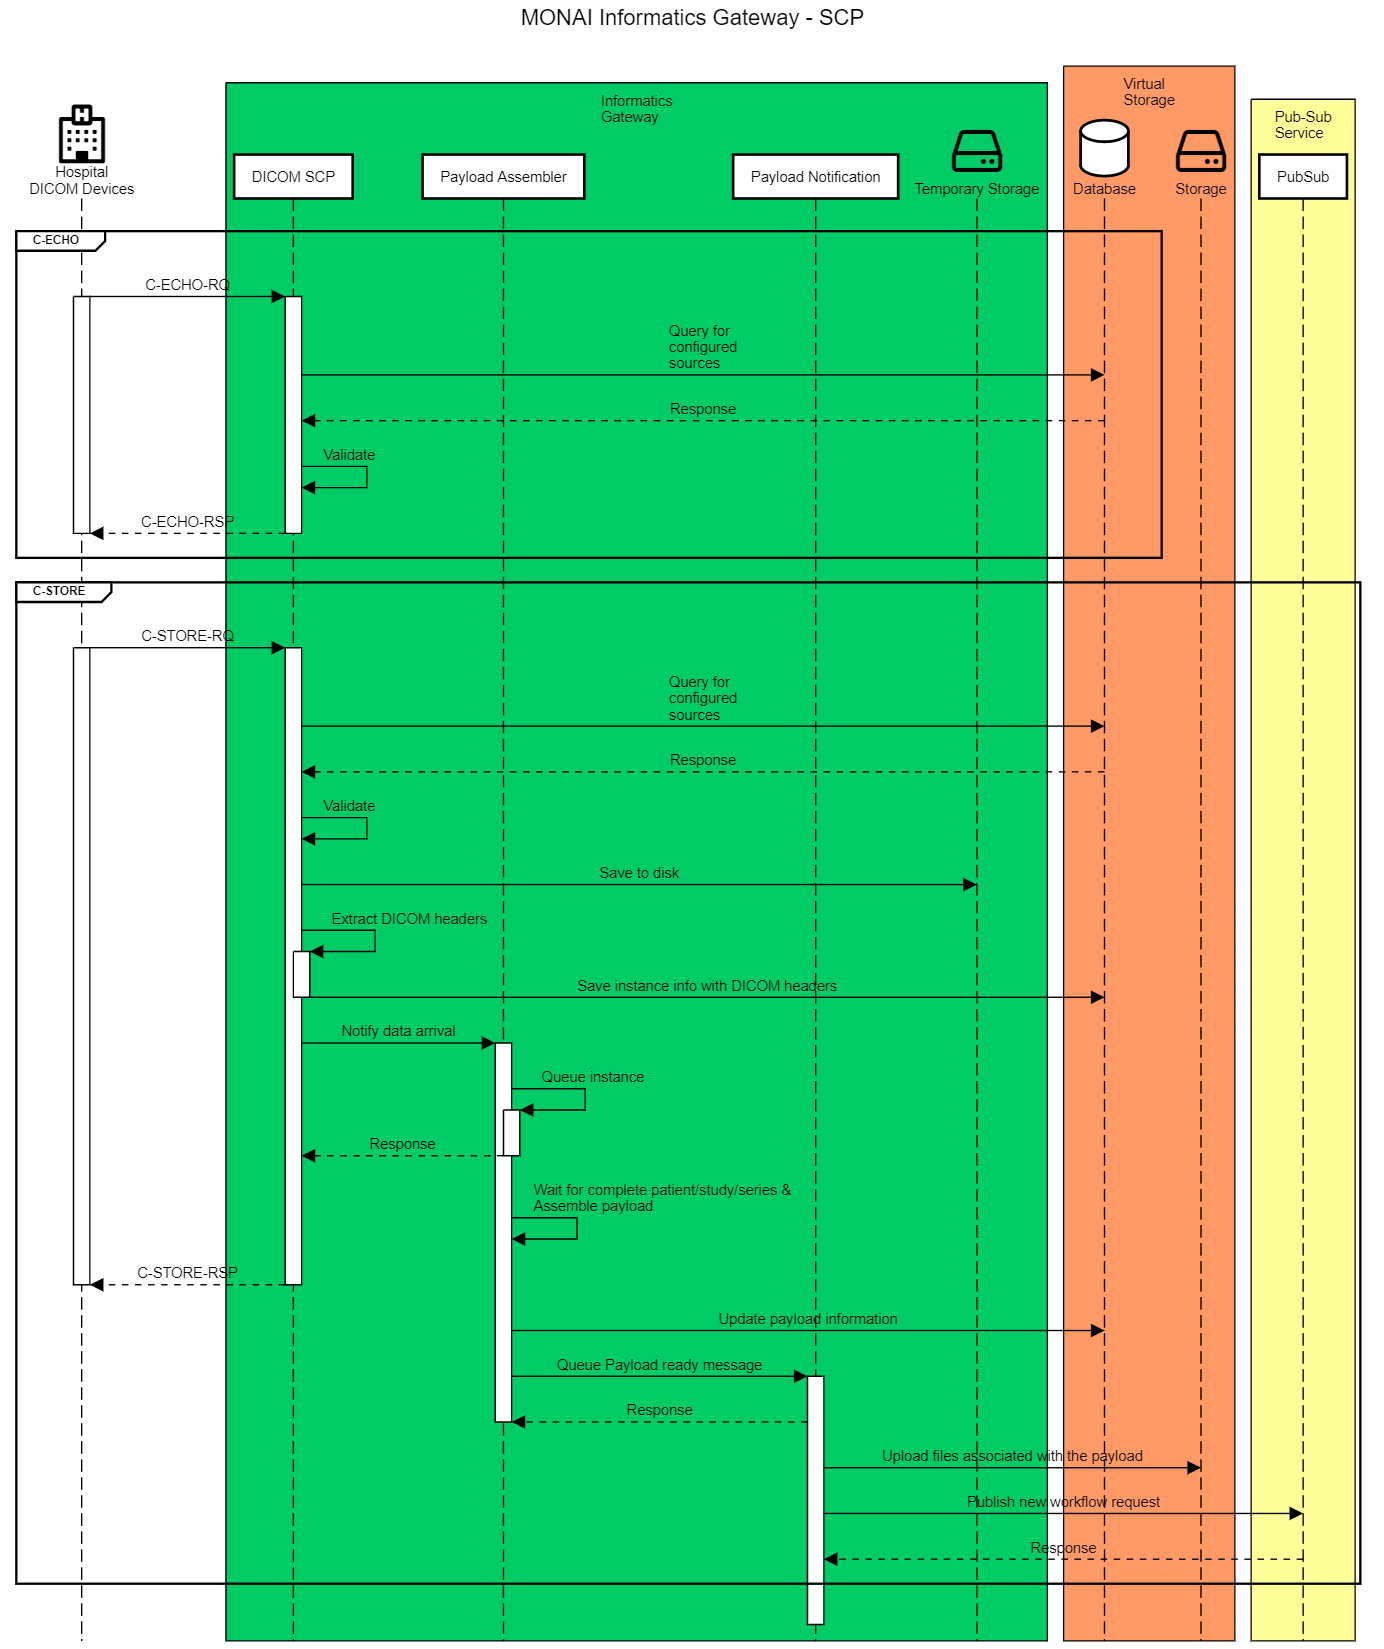 MONAI Informatics Gateway - SCP
Informatics
Gateway
Virtual
Storage
Pub-Sub
Service
Hospital
DICOM Devices
DICOM SCP
Payload Assembler
Payload Notification
Temporary Storage
Database
Storage
PubSub
C-ECHO
C-ECHO-RQ
Query for
configured
sources
Response
Validate
C-ECHO-RSP
C-STORE
C-STORE-RQ
Query for
configured
sources
Response
Validate
Save to disk
Extract DICOM headers
Save instance info with DICOM headers
Notify data arrival
Queue instance
Response
Wait for complete patient/study/series &
Assemble payload
C-STORE-RSP
Update payload information
Queue Payload ready message
Response
Upload files associated with the payload
Publish new workflow request
Response